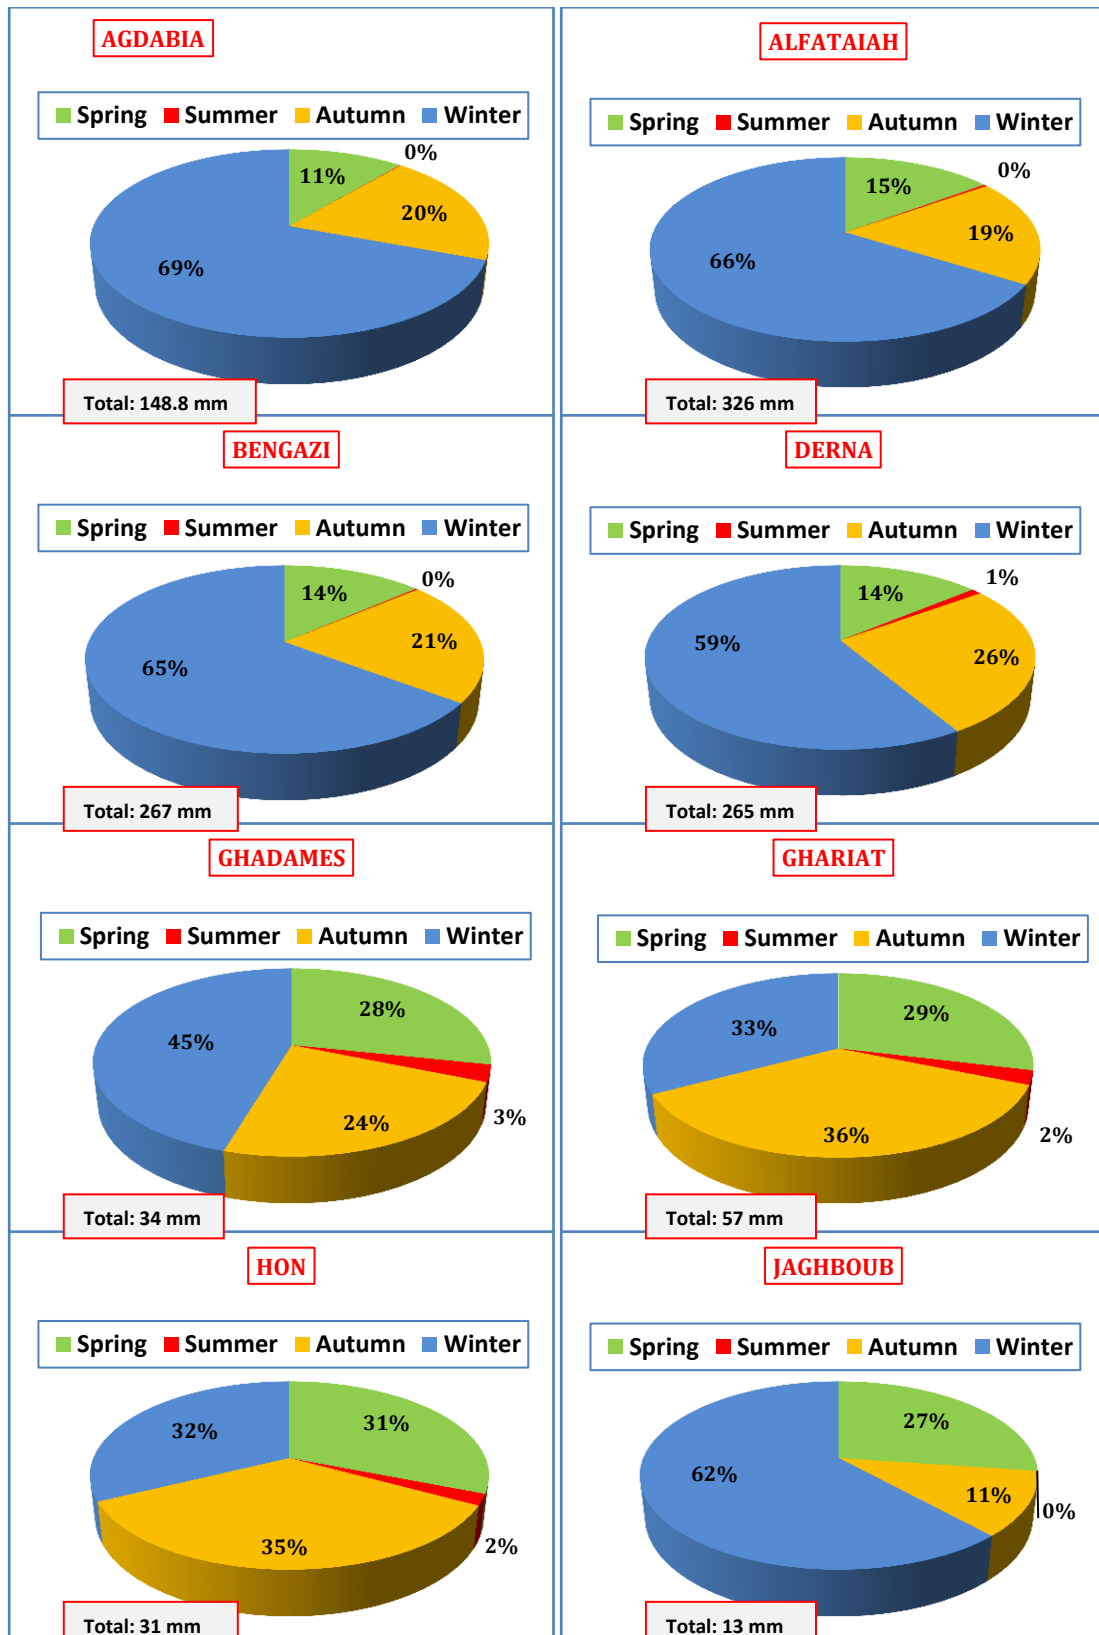 AGDABIA
Spring Summer Autumn Winter
0%
11%
20%
69%
Total: 148.8 mm
ALFATAIAH
Spring Summer Autumn Winter
0%
15%
19%
66%
Total: 326 mm
BENGAZI
Spring Summer Autumn Winter
0%
14%
21%
65%
Total: 267 mm
DERNA
Spring Summer Autumn Winter
1%
14%
59%
26%
Total: 265 mm
GHADAMES
Spring Summer Autumn Winter
28%
45%
3%
24%
Total: 34 mm
GHARIAT
Spring Summer Autumn Winter
29%
33%
2%
36%
Total: 57 mm
HON
Spring Summer Autumn Winter
31%
32%
2%
35%
Total: 31 mm
JAGHBOUB
Spring Summer Autumn Winter
27%
62%
11%
0%
Total: 13 mm